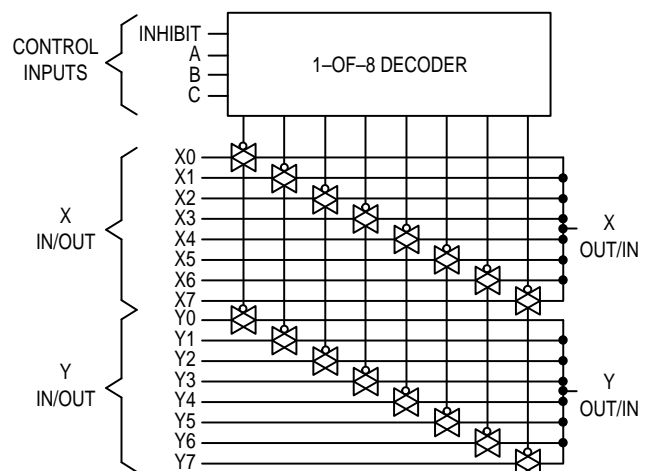 CONTROL
INPUTS
INHIBIT
A
B
C
1–OF–8 DECODER
X
IN/OUT
X0
X1
X2
X3
X4
X5
X6
X7
X
OUT/IN
Y
IN/OUT
Y0
Y1
Y2
Y3
Y4
Y5
Y6
Y7
Y
OUT/IN